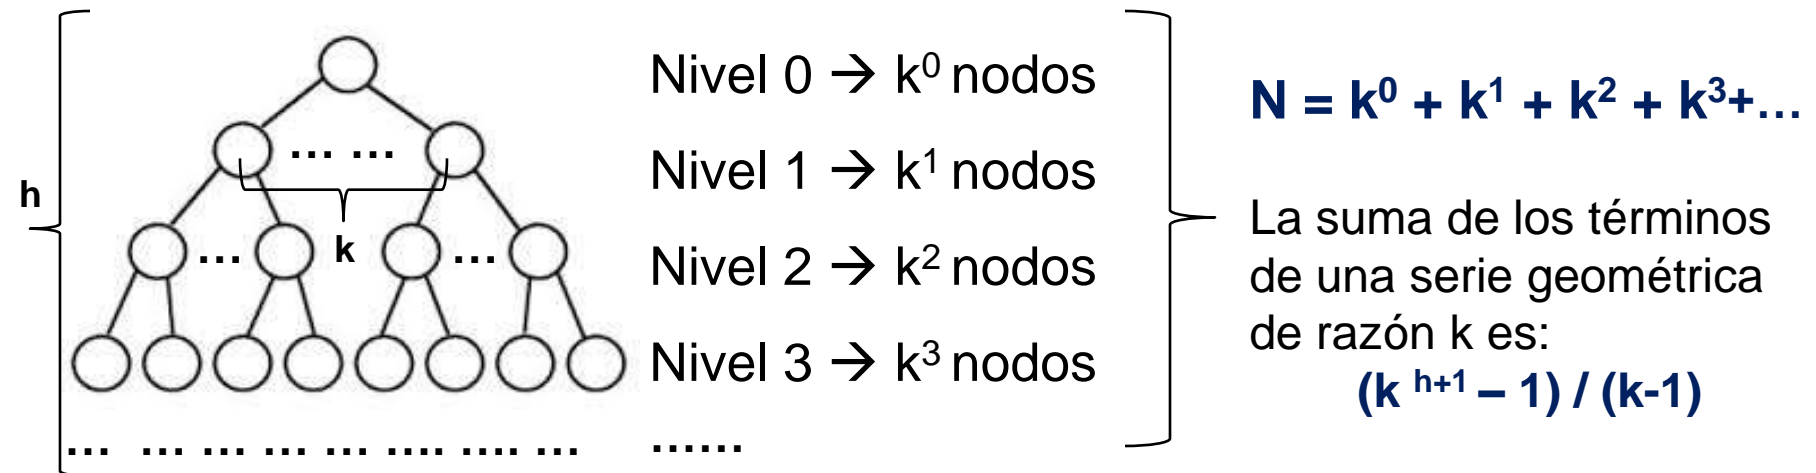 h
... ...
... k ...
... ... ... ... ... .... .... ...
Nivel 0 → k⁰ nodos
Nivel 1 → k¹ nodos
Nivel 2 → k² nodos
Nivel 3 → k³ nodos
......
N = k⁰ + k¹ + k² + k³+...
La suma de los términos
de una serie geométrica
de razón k es:
(k ʰ⁺¹ – 1) / (k-1)